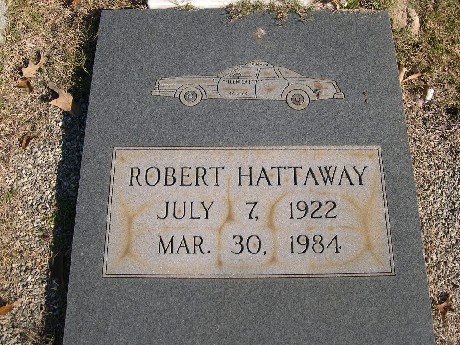 ROBERT HATTAWAY
JULY 7, 1922
MAR. 30, 1984